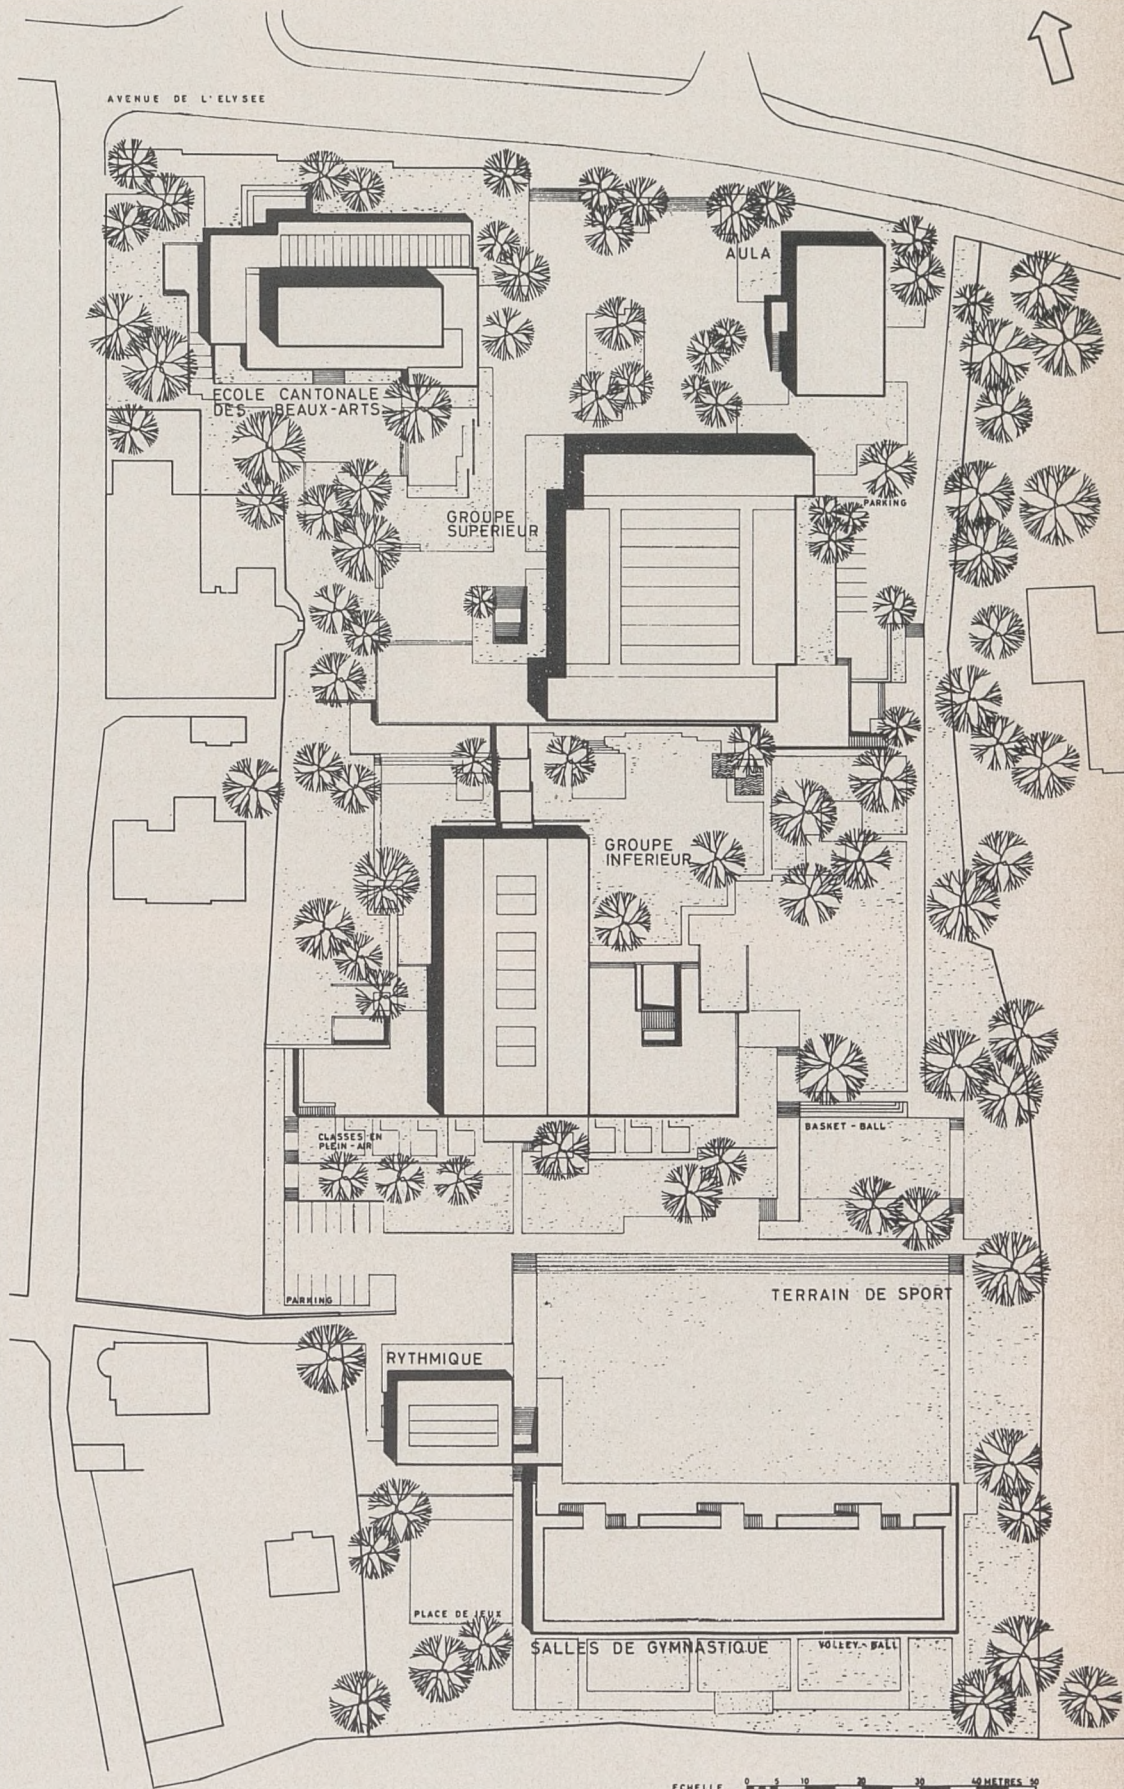 AVENUE DE L'ELYSEE
AULA
ECOLE CANTONALE
DES BEAUX-ARTS
GROUPE
SUPERIEUR
PARKING
GROUPE
INFERIEUR
CLASSES EN
PLEIN-AIR
BASKET-BALL
PARKING
TERRAIN DE SPORT
RYTHMIQUE
PLACE DE JEUX
SALLES DE GYMNASTIQUE
VOLLEY-BALL
ECHELLE 0 5 10 20 30 40 METRES 50